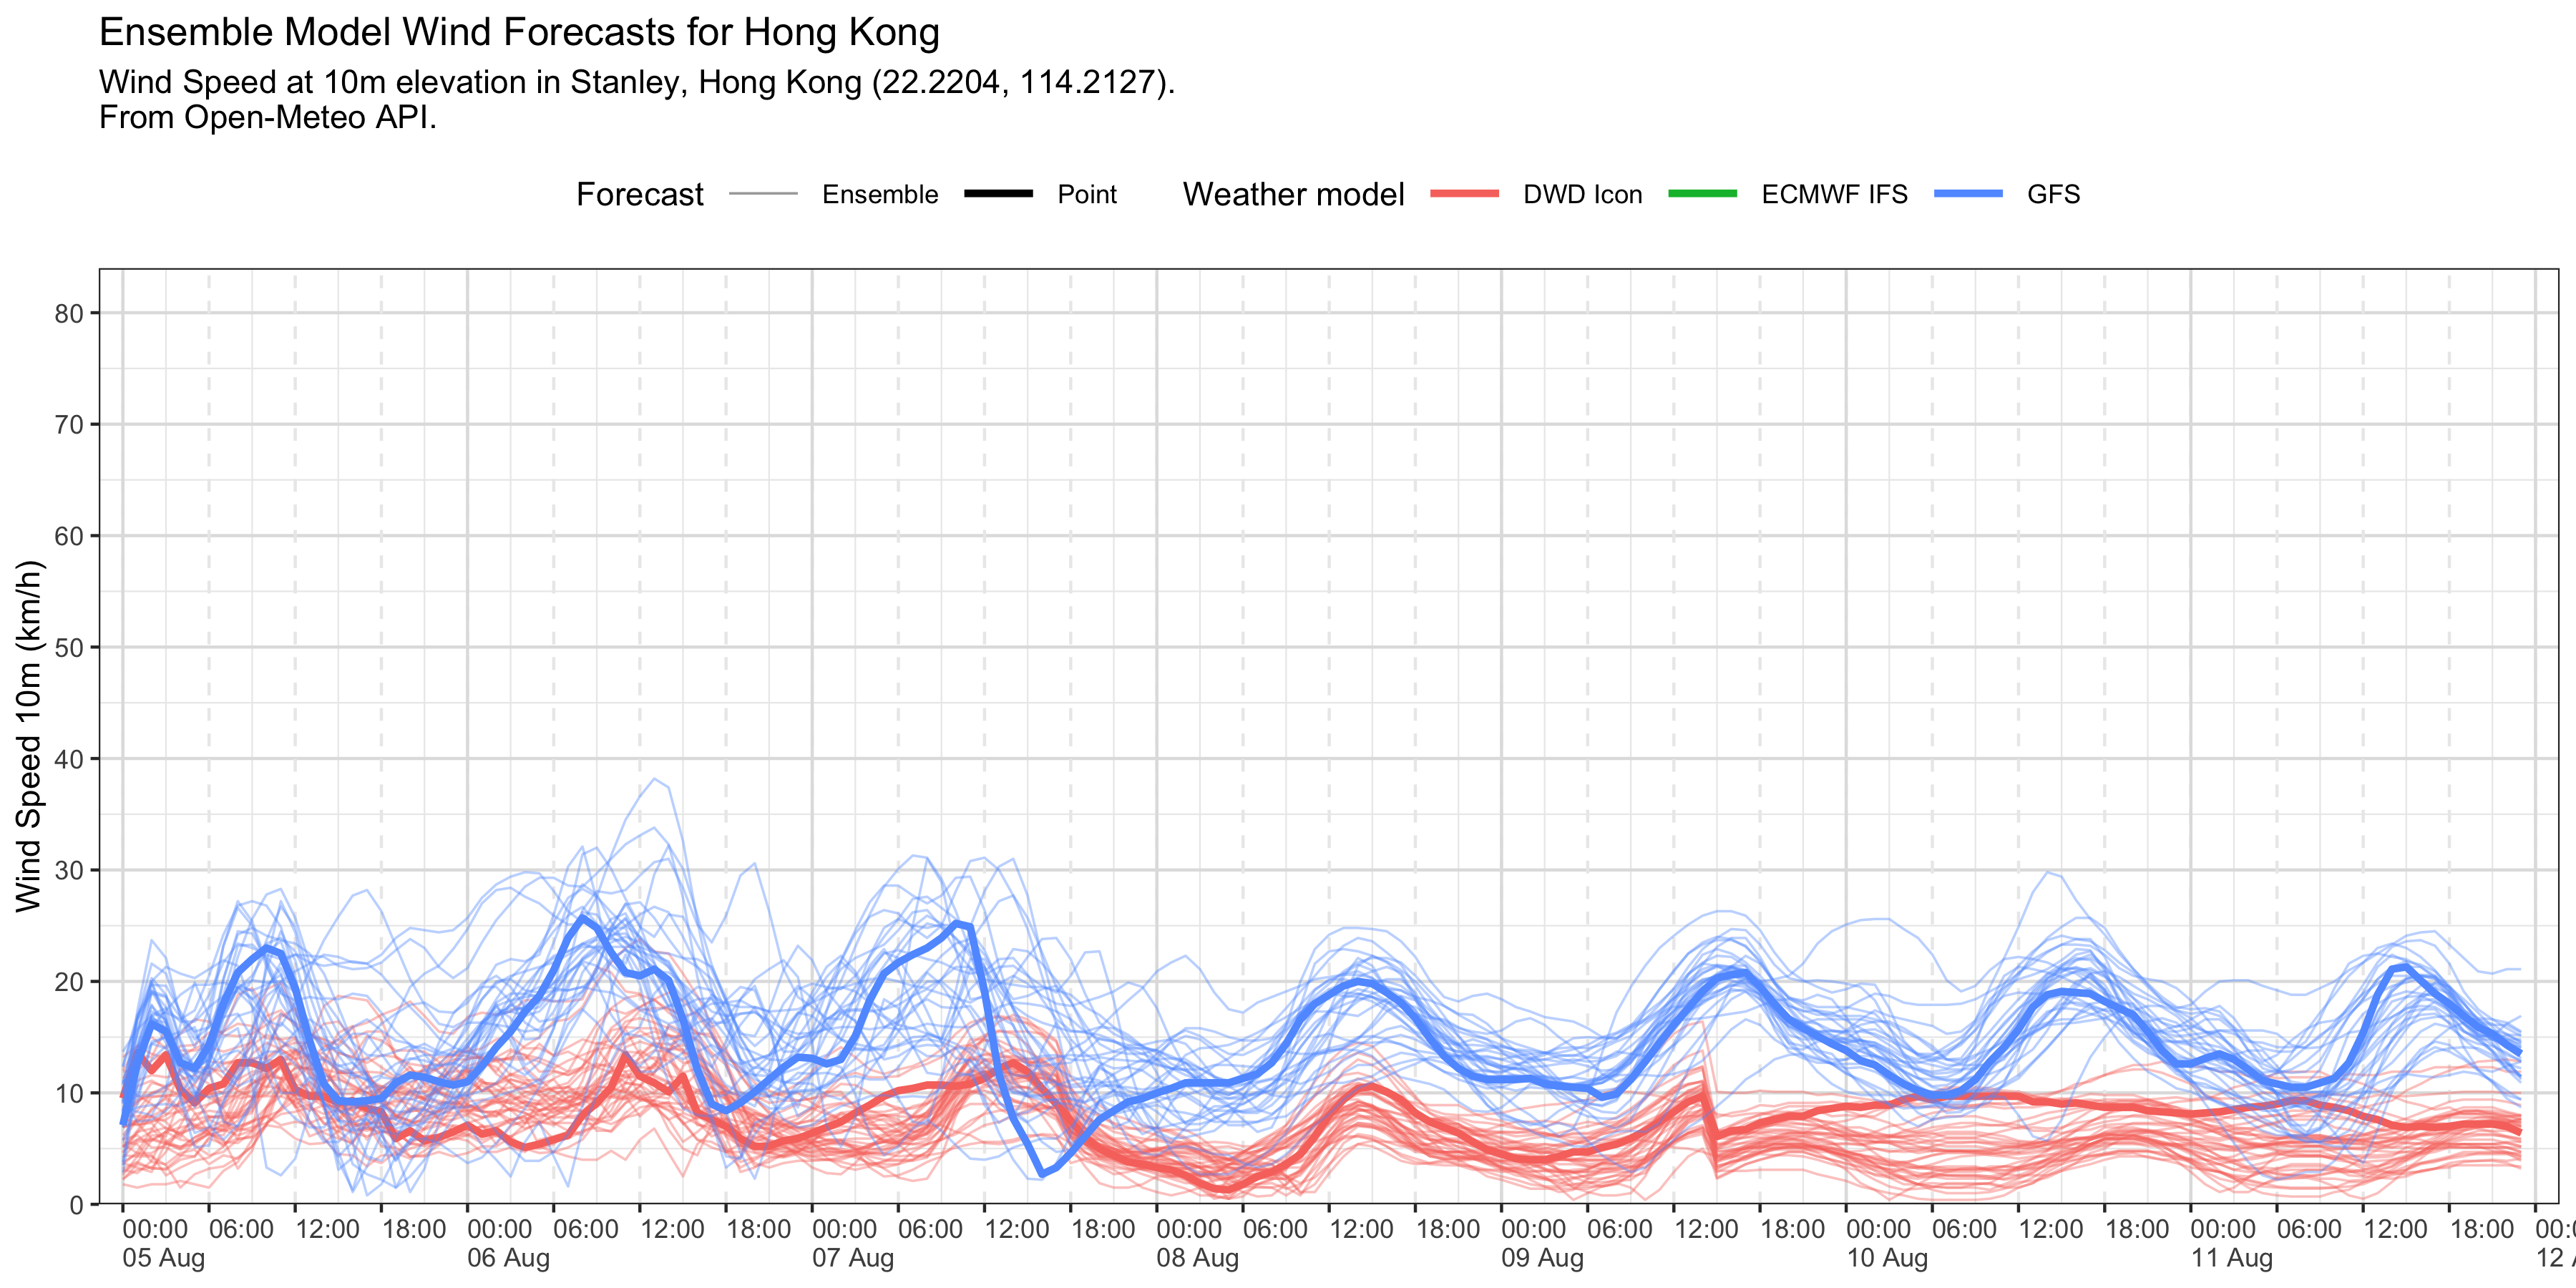 Ensemble Model Wind Forecasts for Hong Kong
Wind Speed at 10m elevation in Stanley, Hong Kong (22.2204, 114.2127).
From Open-Meteo API.
Forecast Ensemble Point Weather model DWD Icon ECMWF IFS GFS
Wind Speed 10m (km/h)
80
70
60
50
40
30
20
10
0
00:00 06:00 12:00 18:00 00:00 06:00 12:00 18:00 00:00 06:00 12:00 18:00 00:00 06:00 12:00 18:00 00:00 06:00 12:00 18:00 00:00 06:00 12:00 18:00 00:00 06:00 12:00 18:00
05 Aug 06 Aug 07 Aug 08 Aug 09 Aug 10 Aug 11 Aug 12